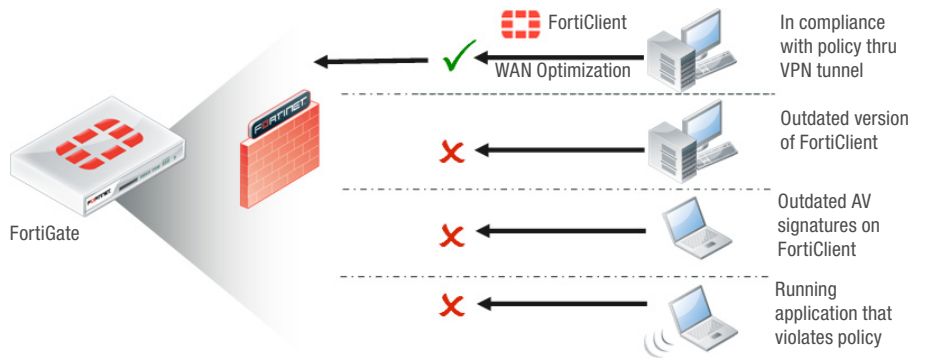 FortiClient
WAN Optimization
In compliance
with policy thru
VPN tunnel
FORTINET
Outdated version
of FortiClient
FORTINET
FortiGate
Outdated AV
signatures on
FortiClient
Running
application that
violates policy